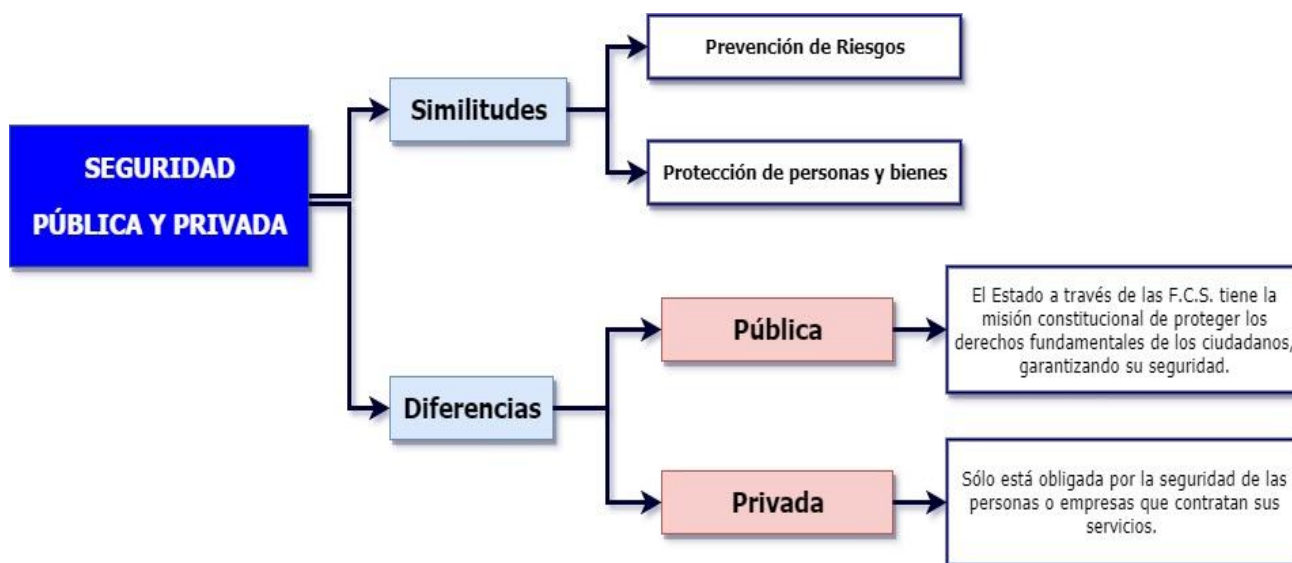 SEGURIDAD
PÚBLICA Y PRIVADA
Similitudes
Prevención de Riesgos
Protección de personas y bienes
Diferencias
Pública
El Estado a través de las F.C.S. tiene la
misión constitucional de proteger los
derechos fundamentales de los ciudadanos,
garantizando su seguridad.
Privada
Sólo está obligada por la seguridad de las
personas o empresas que contratan sus
servicios.